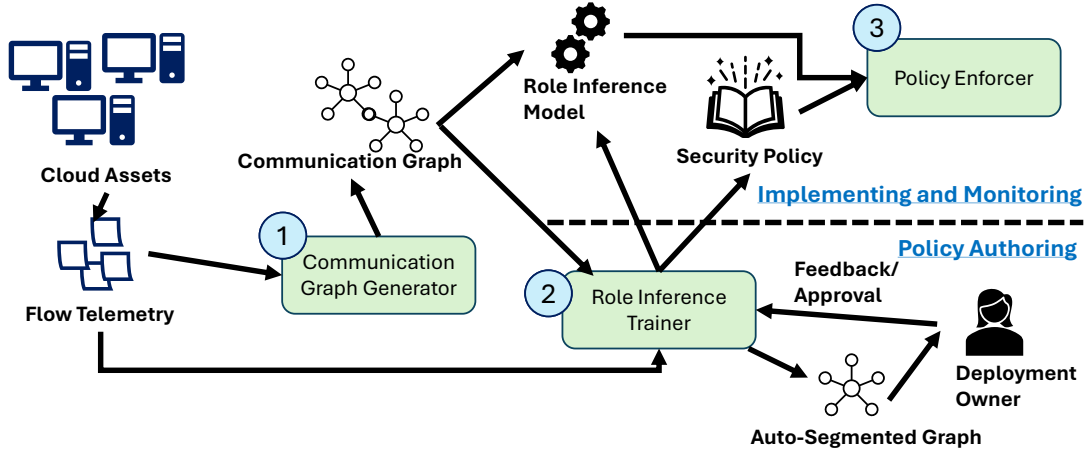 Cloud Assets
Flow Telemetry
1
Communication
Graph Generator
Communication Graph
Role Inference
Model
Security Policy
3
Policy Enforcer
Implementing and Monitoring
Policy Authoring
2
Role Inference
Trainer
Feedback/
Approval
Deployment
Owner
Auto-Segmented Graph